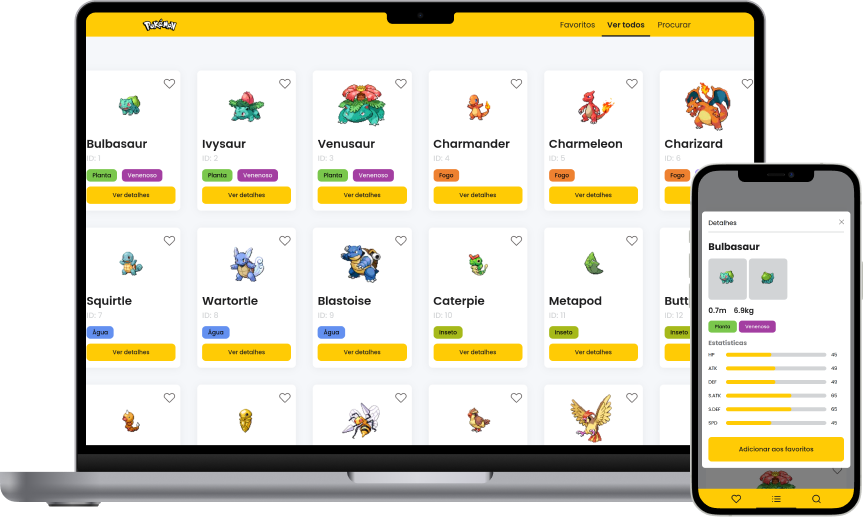 Pokémon
Favoritos Ver todos Procurar
Bulbasaur Ivysaur Venusaur Charmander Charmeleon Charizard
ID: 1 ID: 2 ID: 3 ID: 4 ID: 5 ID: 6
Planta Venenoso Planta Venenoso Planta Venenoso Fogo Fogo Fogo
Ver detalhes Ver detalhes Ver detalhes Ver detalhes Ver detalhes
Squirtle Wartortle Blastoise Caterpie Metapod Butt
ID: 7 ID: 8 ID: 9 ID: 10 ID: 11 ID: 12
Água Água Água Inseto Inseto Inseto
Ver detalhes Ver detalhes Ver detalhes Ver detalhes Ver detalhes
Detalhes
Bulbasaur
0.7m 6.9kg
Planta Venenoso
Estatísticas
HP 45
ATK 49
DEF 49
S.ATK 65
S.DEF 65
SPD 45
Adicionar aos favoritos